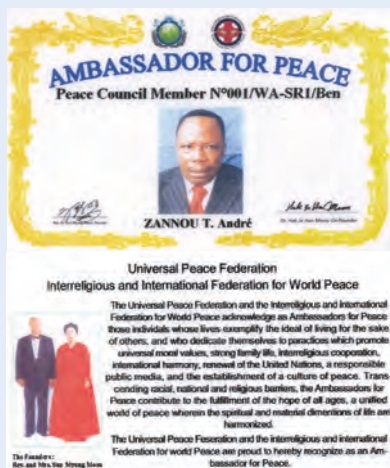 AMBASSADOR FOR PEACE
Peace Council Member N°001/WA-SR1/Ben
ZANNOU T. André
Universal Peace Federation
Interreligious and International Federation for World Peace
The Universal Peace Federation and the Interreligious and international
Federation for World Peace acknowledge as Ambassadors for Peace
those individuals whose lives exemplify the ideal of living for the sake
of others, and who dedicate themselves to paractices which promote
universal moral values, strong family life, interreligious cooperation,
international harmony, renewal of the United Nations, a responsible
public media, and the establishment of a culture of peace. Trans
cending racial, national and religious barriers, the Ambassadors for
Peace contribute to the fulfillment of the hope of all ages, a unified
world of peace wherein the spiritual and material dimentions of life are
harmonized.
The Universal Peace Federation and the interreligious and international
Federation for world Peace are proud to hereby recognize as an Am
bassador for Peace.
The Founders:
Rev. and Mrs. Sun Myung Moon